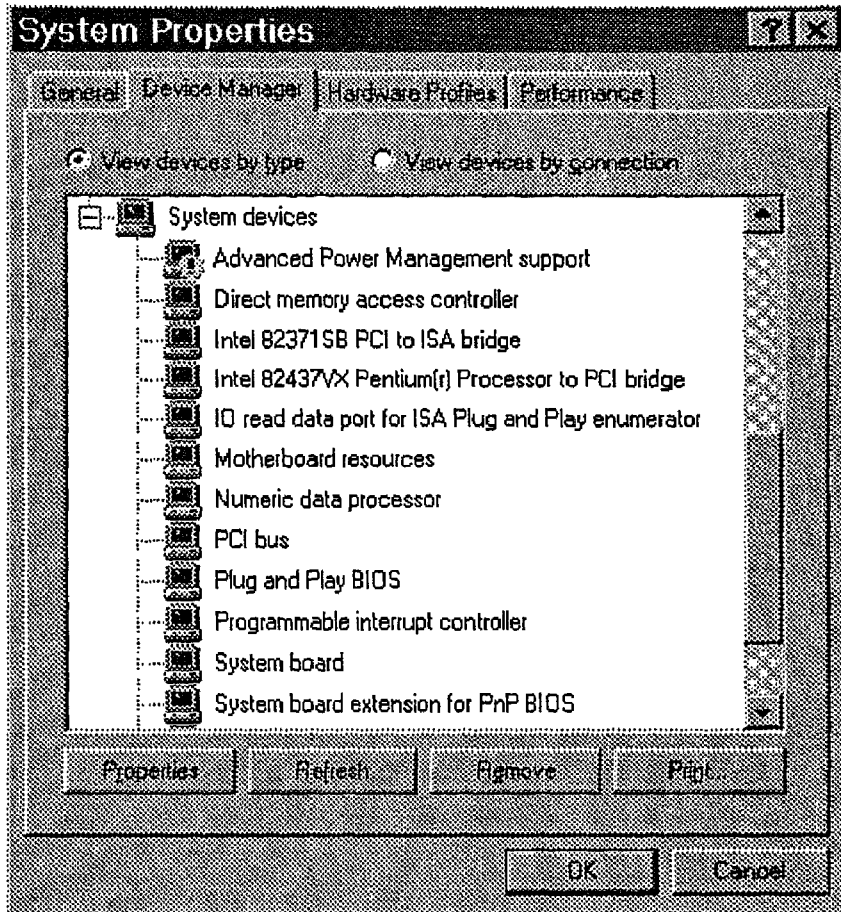 System Properties
General Device Manager Hardware Profiles Performance
View devices by type View devices by connection
System devices
Advanced Power Management support
Direct memory access controller
Intel 82371SB PCI to ISA bridge
Intel 82437VX Pentium(r) Processor to PCI bridge
IO read data port for ISA Plug and Play enumerator
Motherboard resources
Numeric data processor
PCI bus
Plug and Play BIOS
Programmable interrupt controller
System board
System board extension for PnP BIOS
Properties Refresh Remove Print...
OK Cancel